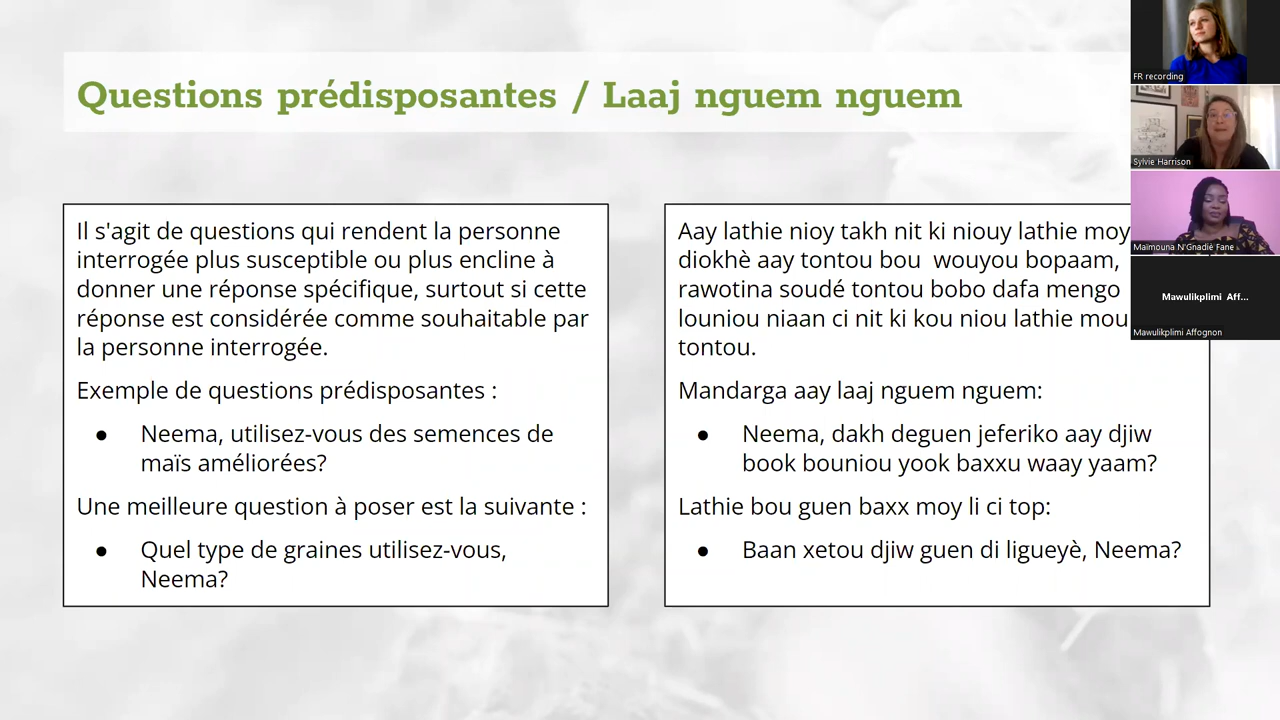 Questions prédisposantes / Laaj nguem nguem
Il s'agit de questions qui rendent la personne
interrogée plus susceptible ou plus encline à
donner une réponse spécifique, surtout si cette
réponse est considérée comme souhaitable par
la personne interrogée.
Exemple de questions prédisposantes :
● Neema, utilisez-vous des semences de
maïs améliorées?
Une meilleure question à poser est la suivante :
● Quel type de graines utilisez-vous,
Neema?
Aay lathie nioy takh nit ki niouy lathie moy
diokhè aay tontou bou wouyou bopaam,
rawotina soudé tontou bobo dafa mengo
louniou niaan ci nit ki kou niou lathie mou
tontou.
Mandarga aay laaj nguem nguem:
● Neema, dakh deguen jeferiko aay djiw
book bouniou yook baxxu waay yaam?
Lathie bou guen baxx moy li ci top:
● Baan xetou djiw guen di ligueyè, Neema?
FR recording
Sylvie Harrison
Maïmouna N'Gnadié Fane
Mawulikplimi Aff...
Mawulikplimi Affognon